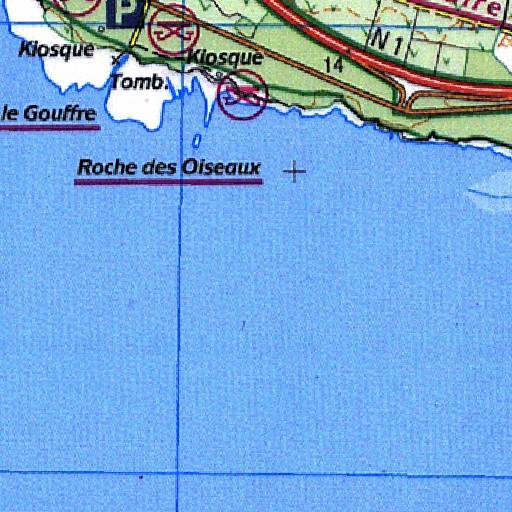 P
Kiosque
Kiosque
N 1
14
Tomb.
le Gouffre
Roche des Oiseaux